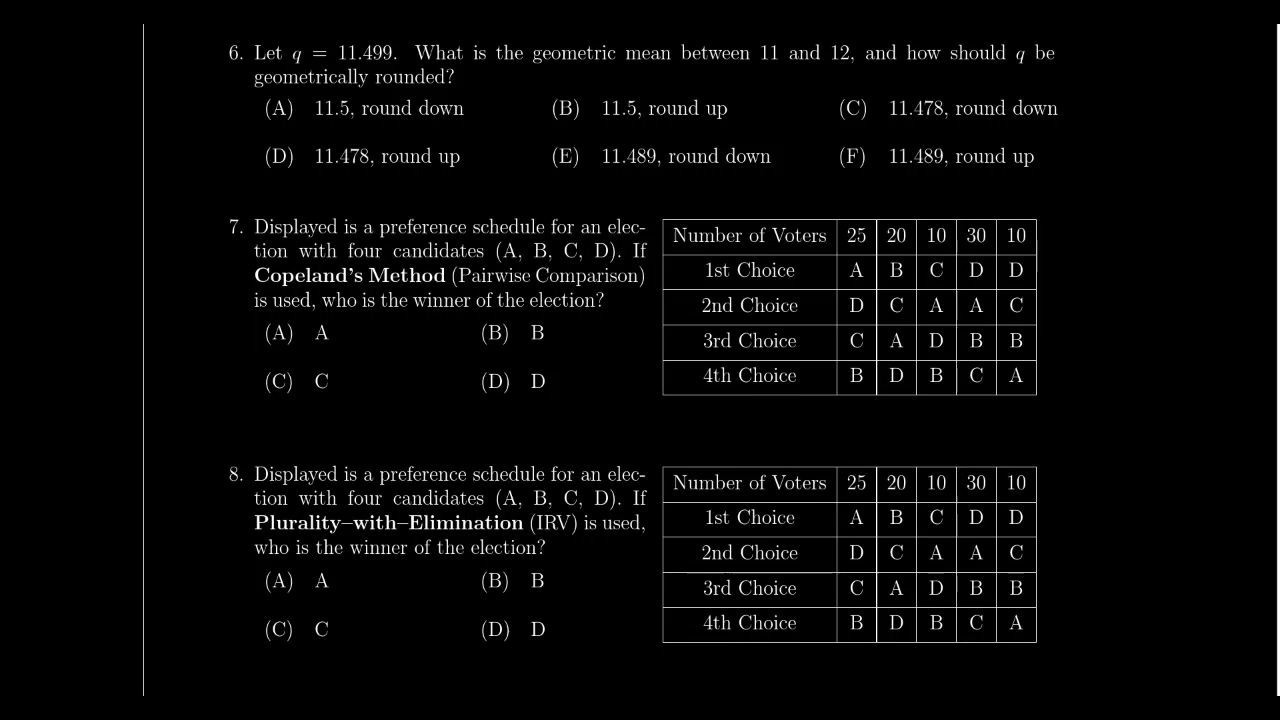 6. Let q = 11.499. What is the geometric mean between 11 and 12, and how should q be
geometrically rounded?
(A) 11.5, round down (B) 11.5, round up (C) 11.478, round down
(D) 11.478, round up (E) 11.489, round down (F) 11.489, round up
7. Displayed is a preference schedule for an elec-
tion with four candidates (A, B, C, D). If
Copeland's Method (Pairwise Comparison)
is used, who is the winner of the election?
(A) A (B) B
(C) C (D) D
Number of Voters 25 20 10 30 10
1st Choice A B C D D
2nd Choice D C A A C
3rd Choice C A D B B
4th Choice B D B C A
8. Displayed is a preference schedule for an elec-
tion with four candidates (A, B, C, D). If
Plurality–with–Elimination (IRV) is used,
who is the winner of the election?
(A) A (B) B
(C) C (D) D
Number of Voters 25 20 10 30 10
1st Choice A B C D D
2nd Choice D C A A C
3rd Choice C A D B B
4th Choice B D B C A